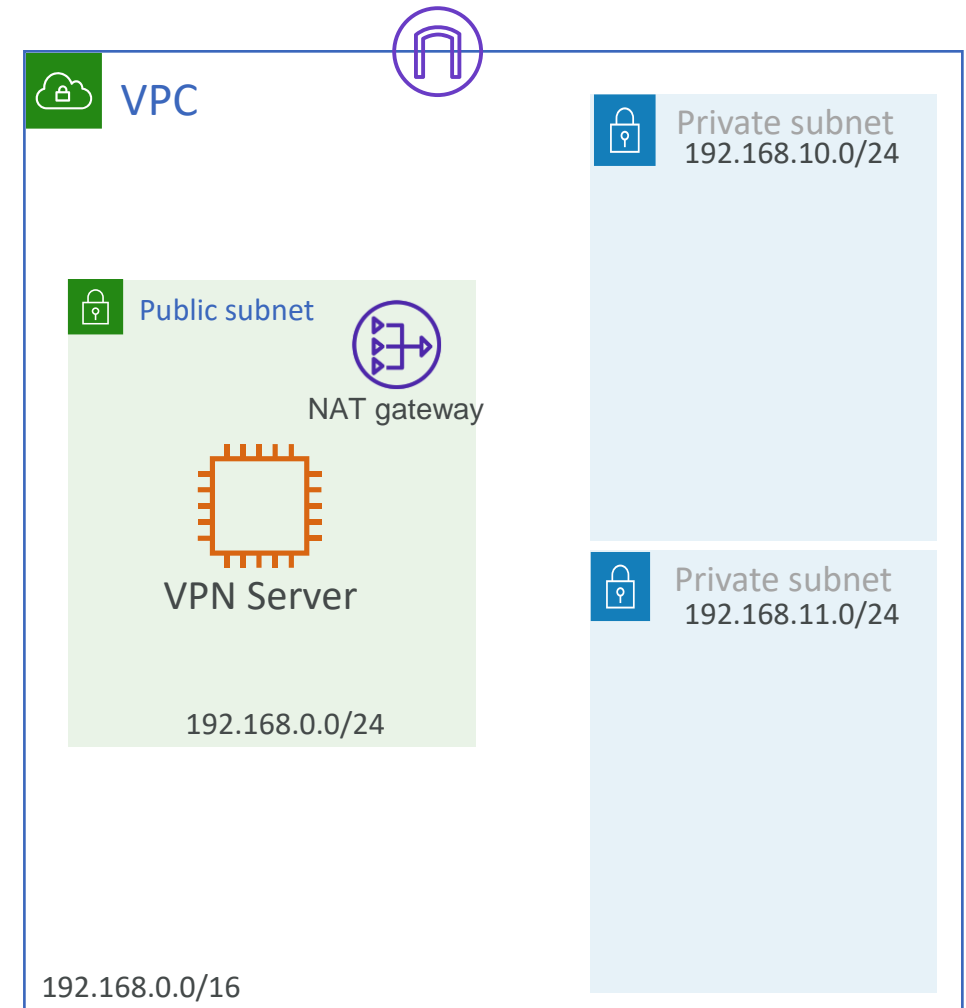 VPC
Private subnet
192.168.10.0/24
Public subnet
NAT gateway
VPN Server
192.168.0.0/24
Private subnet
192.168.11.0/24
192.168.0.0/16